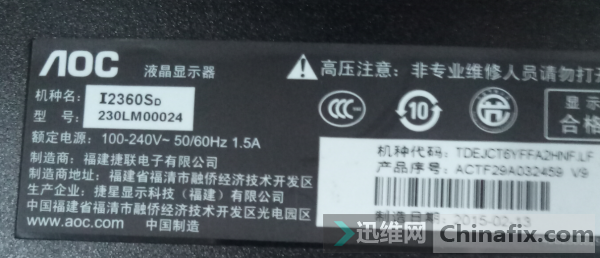 AOC 液晶显示器
高压注意: 非专业维修人员请勿打开
机种名: I2360SD
型 号: 230LM00024
CCC
10
显示
合格
额定电源: 100-240V~ 50/60Hz 1.5A
制造商: 福建捷联电子有限公司
制造商地址: 福建省福清市融侨经济技术开发区
生产企业: 捷星显示科技(福建)有限公司
中国福建省福清市融侨经济技术开发区光电园区
www.aoc.com 中国制造
机种代码: TDEJCT6YFFA2HNF.LF
产品序号: ACTF29A032459 V9
制造日期: 2015-02-13
迅维网 Chinafix.com